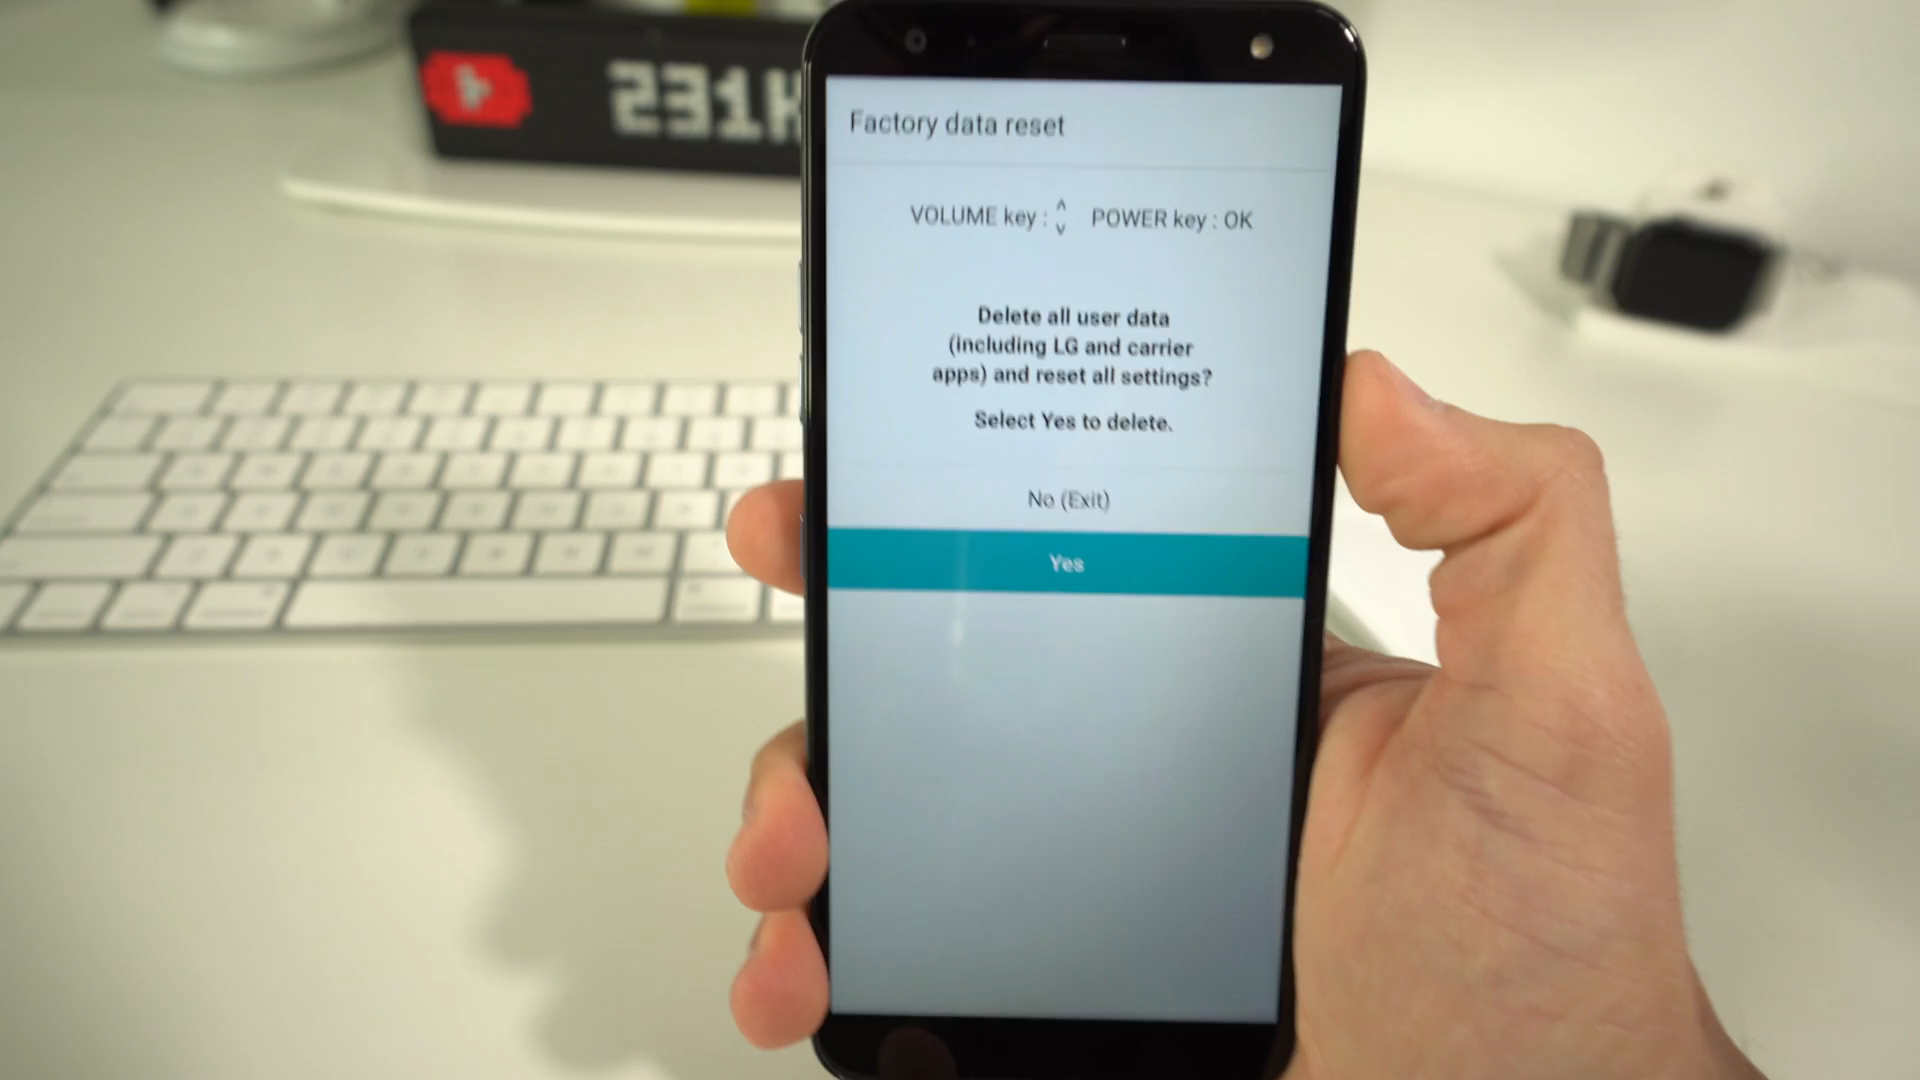 231K
Factory data reset
VOLUME key : ^ v POWER key : OK
Delete all user data
(including LG and carrier
apps) and reset all settings?
Select Yes to delete.
No (Exit)
Yes